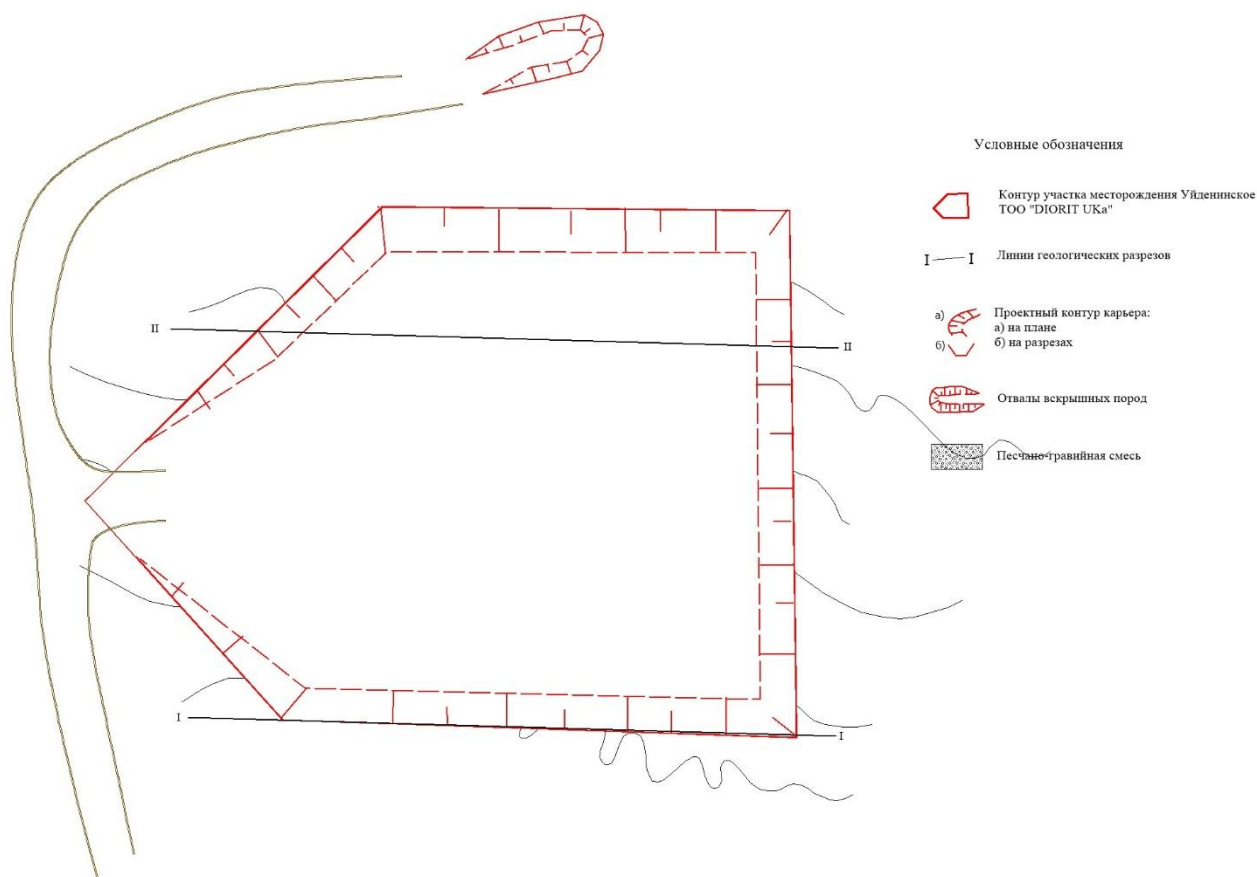 Условные обозначения
Контур участка месторождения Уйденинское
ТОО "DIORIT UKa"
I I Линии геологических разрезов
а) Проектный контур карьера:
а) на плане
б) б) на разрезах
Отвалы вскрышных пород
Песчано-гравийная смесь
II II
I I